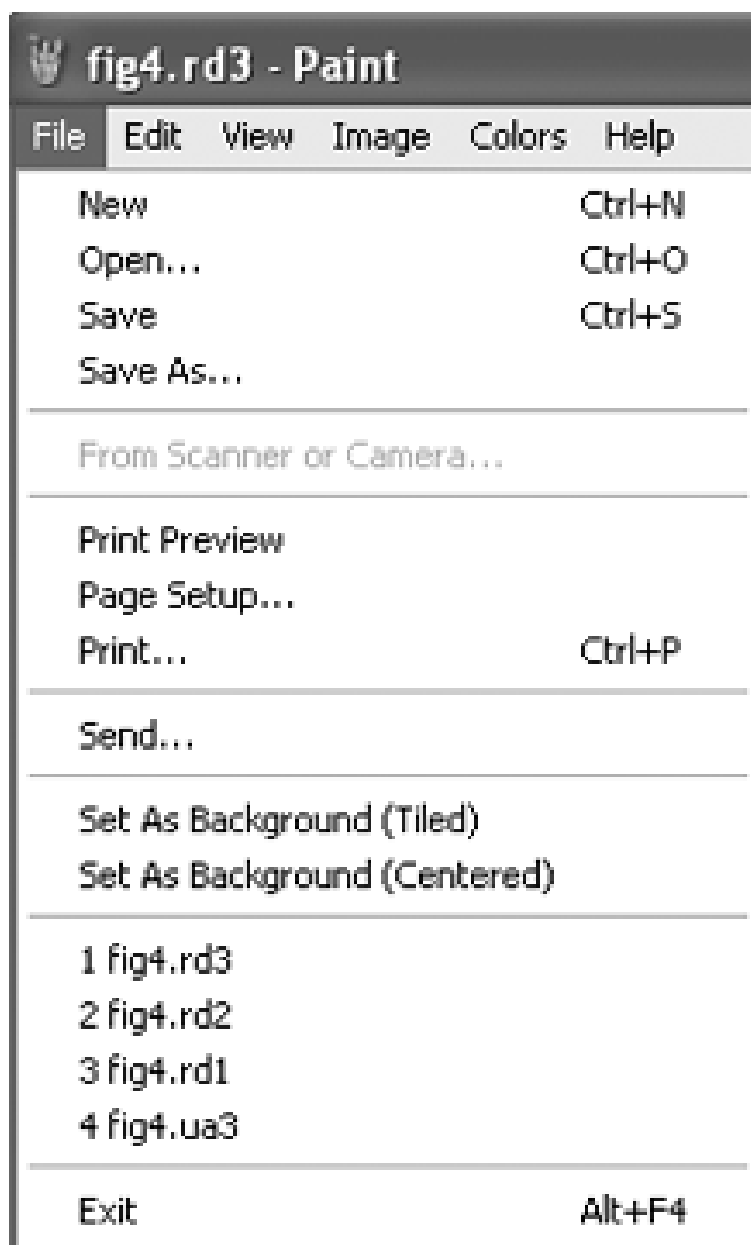 fig4.rd3 - Paint
File Edit View Image Colors Help
New Ctrl+N
Open... Ctrl+O
Save Ctrl+S
Save As...
From Scanner or Camera...
Print Preview
Page Setup...
Print... Ctrl+P
Send...
Set As Background (Tiled)
Set As Background (Centered)
1 fig4.rd3
2 fig4.rd2
3 fig4.rd1
4 fig4.ua3
Exit Alt+F4